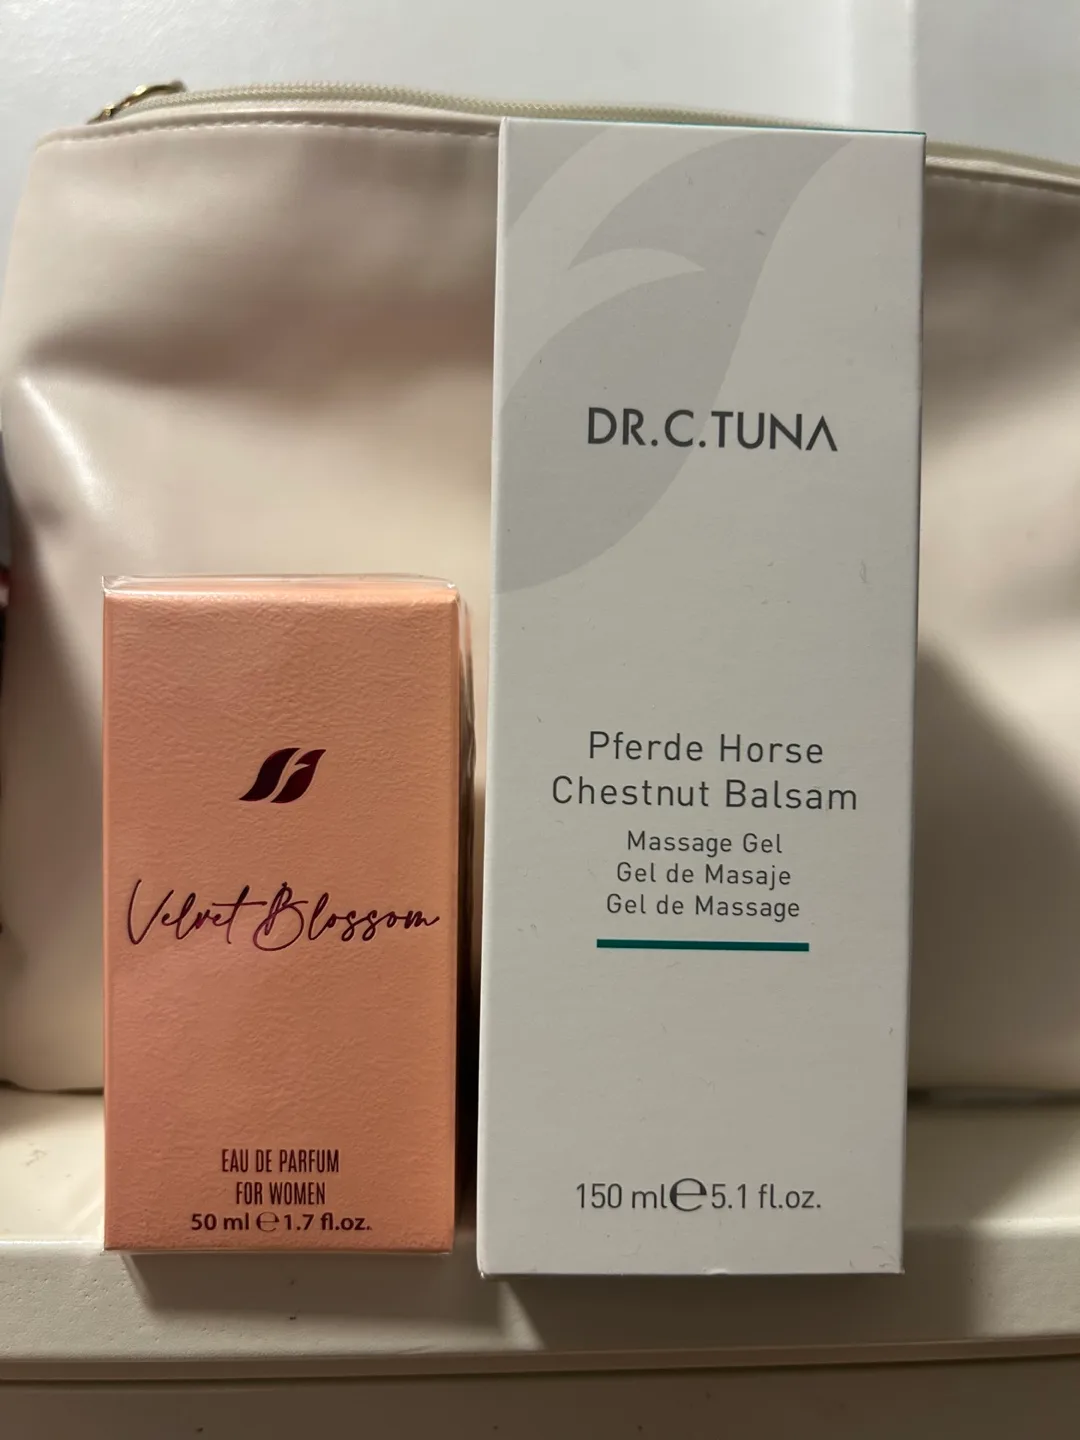 Velvet Blossom
EAU DE PARFUM
FOR WOMEN
50 ml ℮ 1.7 fl.oz.
DR.C.TUNA
Pferde Horse
Chestnut Balsam
Massage Gel
Gel de Masaje
Gel de Massage
150 ml ℮ 5.1 fl.oz.